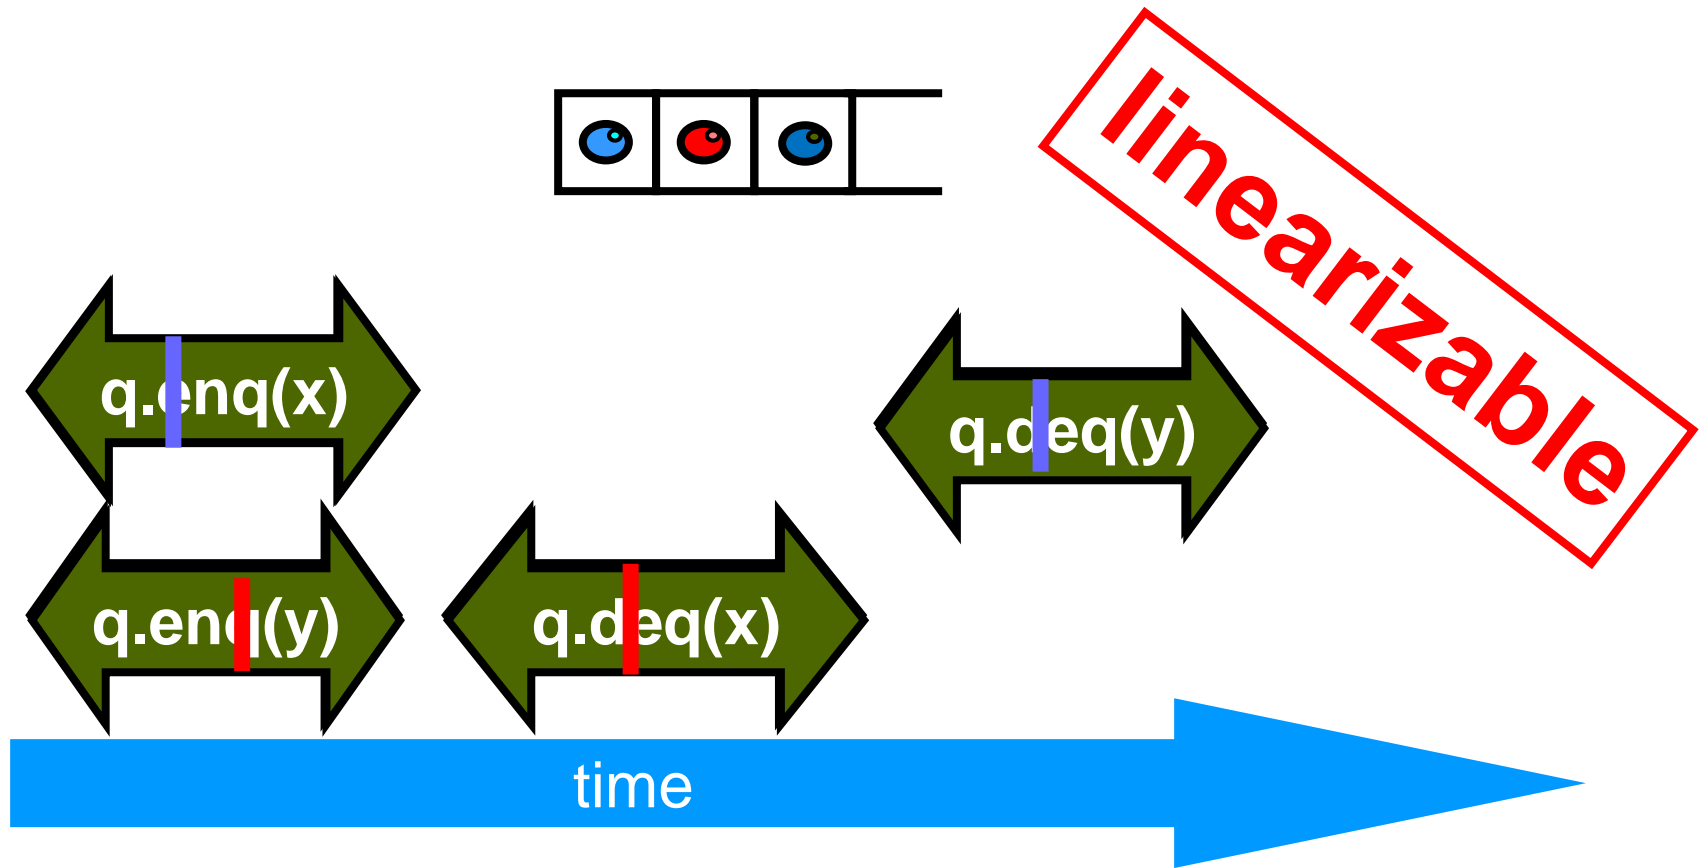 linearizable
q.enq(x)
q.deq(y)
q.enq(y)
q.deq(x)
time